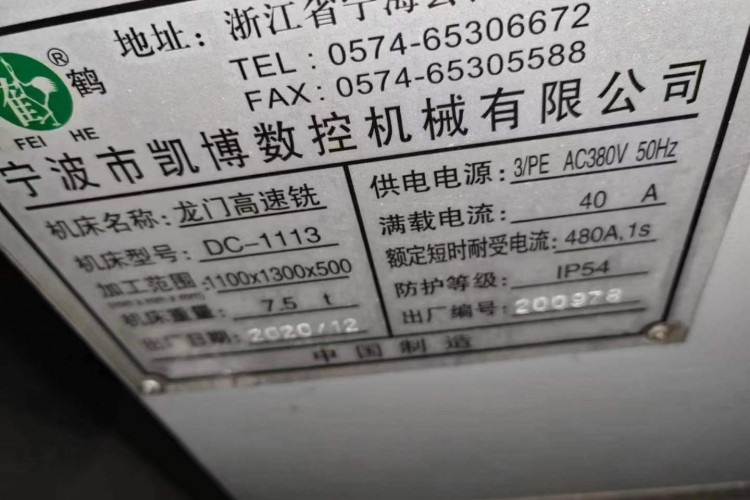 地址：浙江省宁海
TEL：0574-65306672
FAX：0574-65305588
®
鹤
FEI HE
宁波市凯博数控机械有限公司
机床名称：龙门高速铣
机床型号：DC-1113
加工范围：1100x1300x500
机床重量：7.5 t
出厂日期：2020/12
供电电源：3/PE AC380V 50Hz
满载电流：40 A
额定短时耐受电流：480A,1s
防护等级：IP54
出厂编号：200978
中国制造